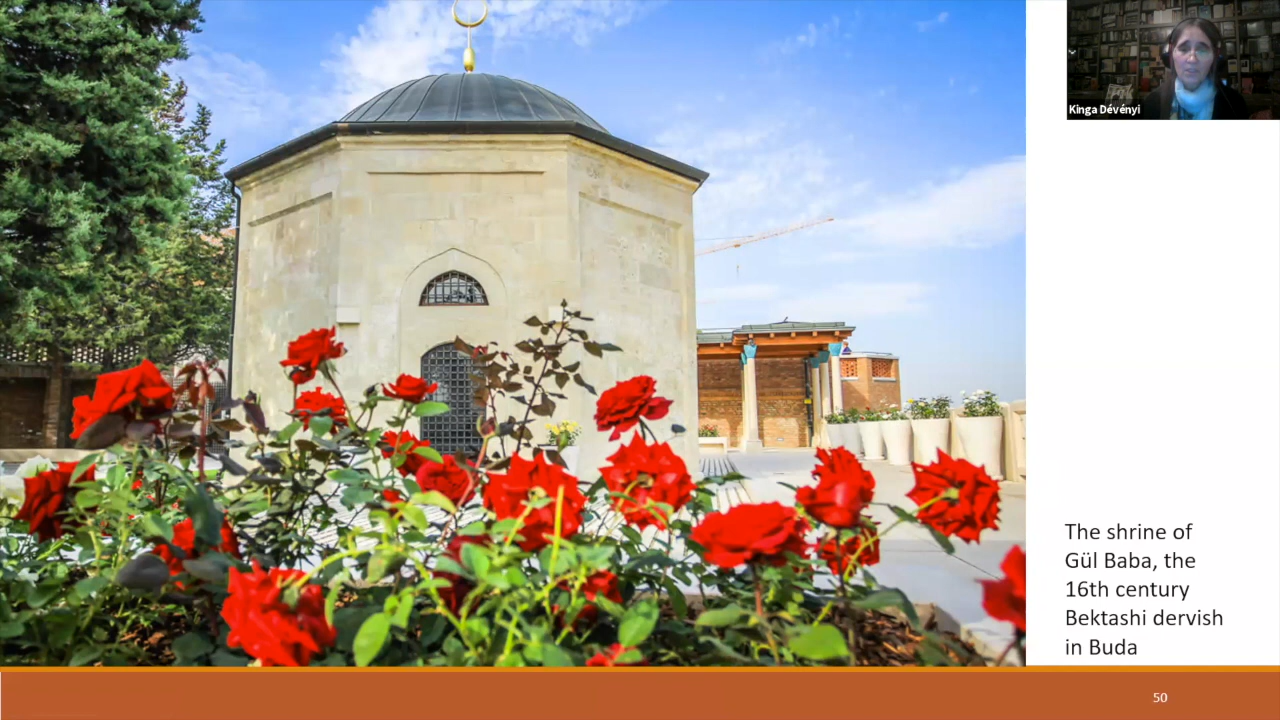 Kinga Dévényi
The shrine of
Gül Baba, the
16th century
Bektashi dervish
in Buda
50